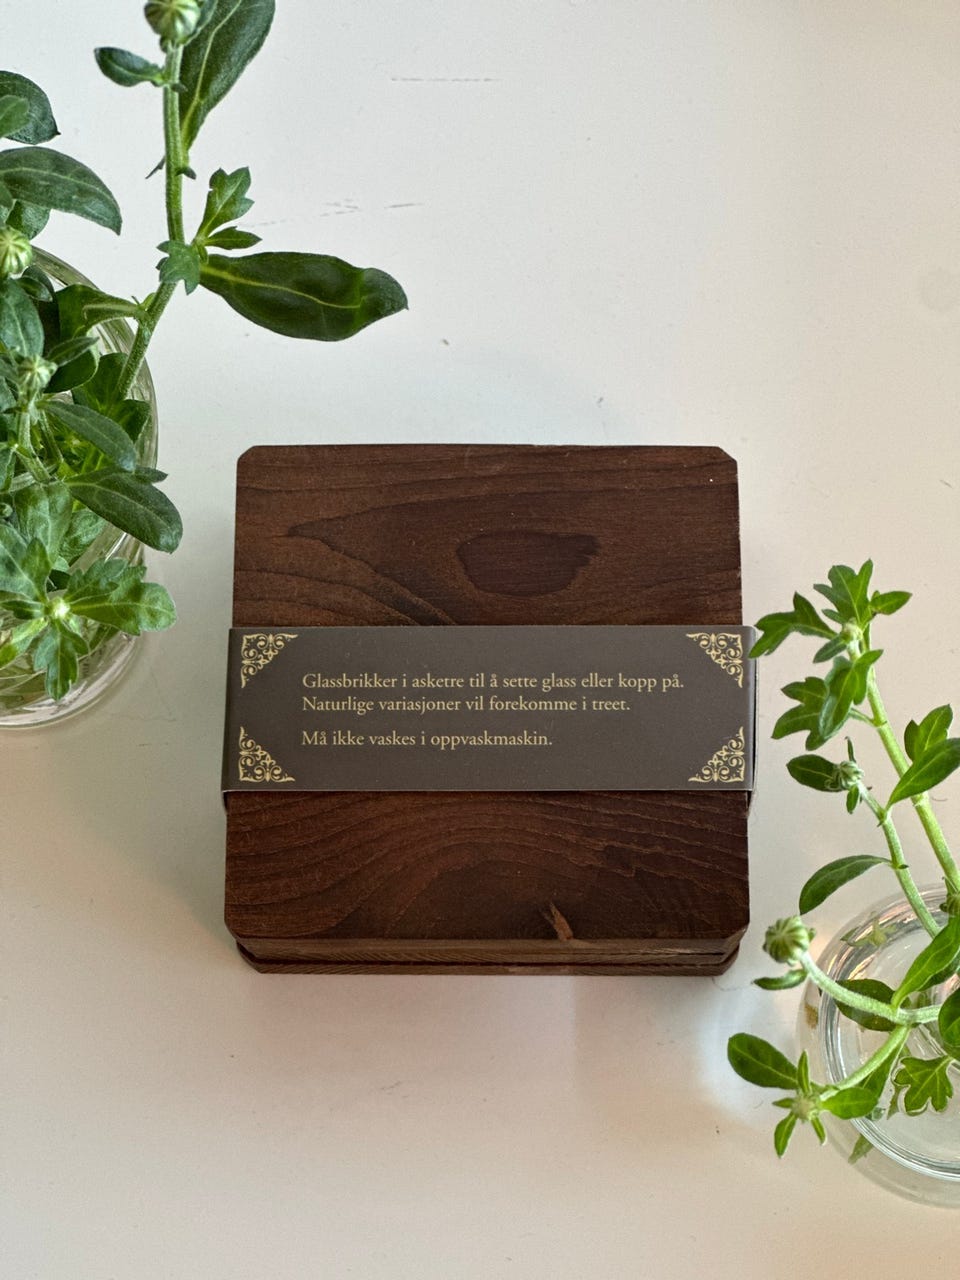 Glassbrikker i asketre til å sette glass eller kopp på.
Naturlige variasjoner vil forekomme i treet.
Må ikke vaskes i oppvaskmaskin.